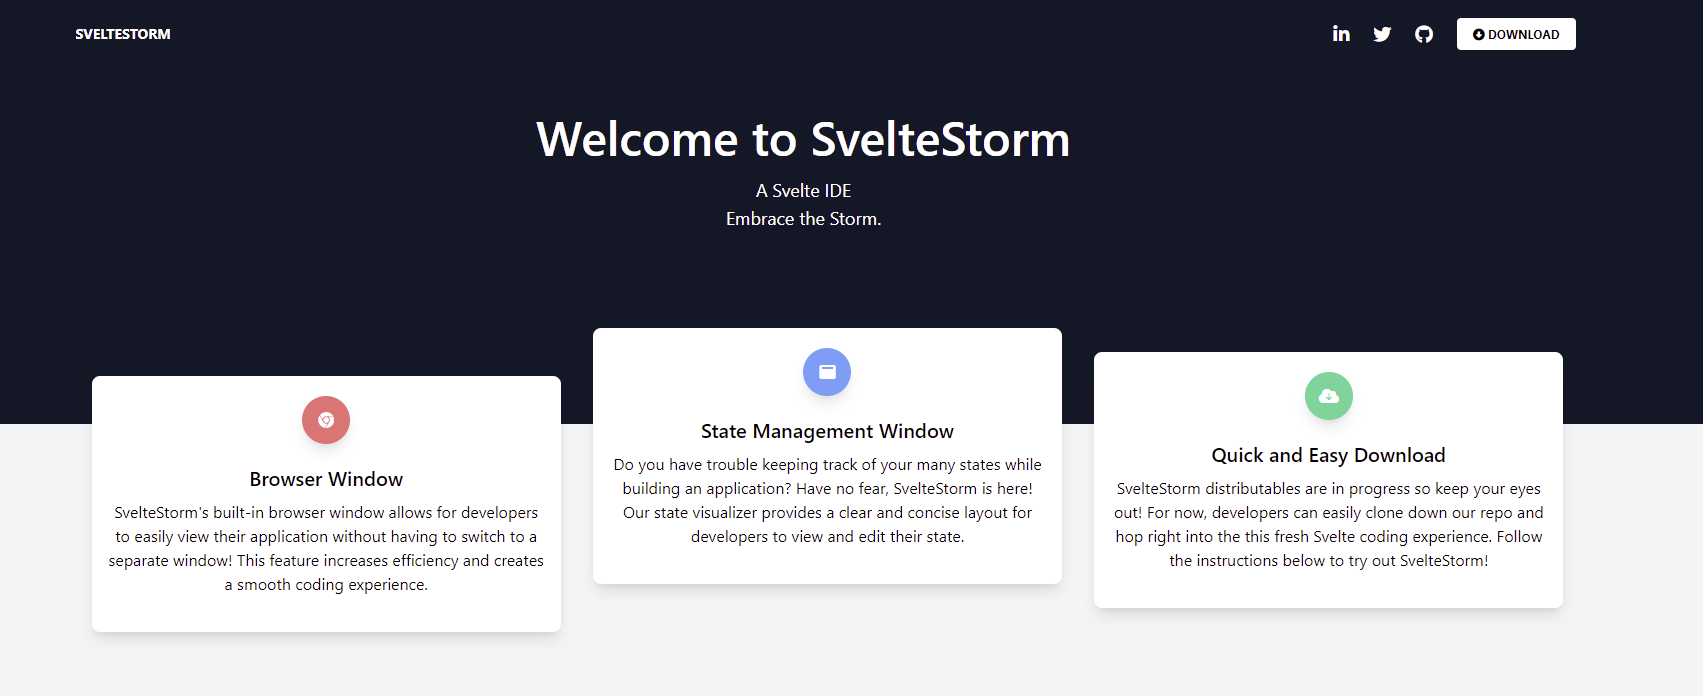 SVELTESTORM
DOWNLOAD
Welcome to SvelteStorm
A Svelte IDE
Embrace the Storm.
Browser Window
SvelteStorm's built-in browser window allows for developers
to easily view their application without having to switch to a
separate window! This feature increases efficiency and creates
a smooth coding experience.
State Management Window
Do you have trouble keeping track of your many states while
building an application? Have no fear, SvelteStorm is here!
Our state visualizer provides a clear and concise layout for
developers to view and edit their state.
Quick and Easy Download
SvelteStorm distributables are in progress so keep your eyes
out! For now, developers can easily clone down our repo and
hop right into the this fresh Svelte coding experience. Follow
the instructions below to try out SvelteStorm!